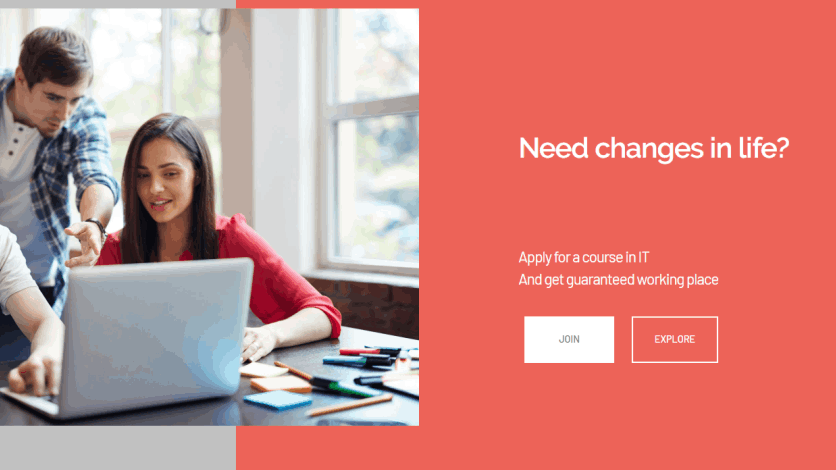 Need changes in life?
Apply for a course in IT
And get guaranteed working place
JOIN
EXPLORE